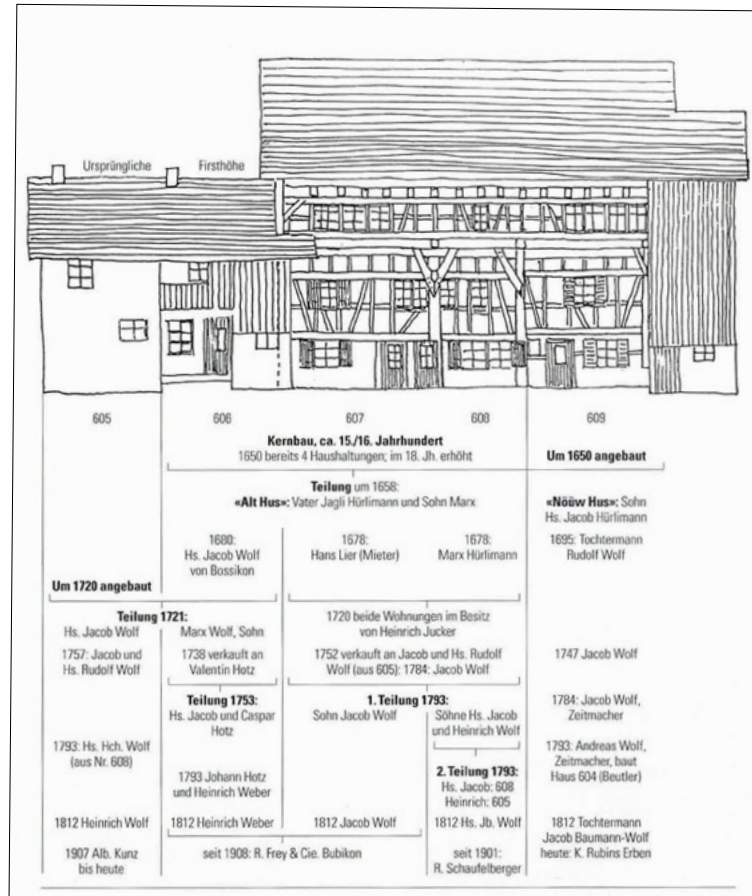 Ursprüngliche Firsthöhe
605 606 607 608 609
Kernbau, ca. 15./16. Jahrhundert
1650 bereits 4 Haushaltungen; im 18. Jh. erhöht
Um 1650 angebaut
Teilung um 1658:
«Alt Hus»: Vater Jagli Hürlimann und Sohn Marx
«Nöüw Hus»: Sohn
Hs. Jacob Hürlimann
1680:
Hs. Jacob Wolf
von Bossikon
1678:
Hans Lier (Mieter)
1678:
Marx Hürlimann
1695: Tochtermann
Rudolf Wolf
Um 1720 angebaut
Teilung 1721:
Hs. Jacob Wolf
Marx Wolf, Sohn
1720 beide Wohnungen im Besitz
von Heinrich Jucker
1757: Jacob und
Hs. Rudolf Wolf
1738 verkauft an
Valentin Hotz
1752 verkauft an Jacob und Hs. Rudolf
Wolf (aus 605): 1784: Jacob Wolf
1747 Jacob Wolf
Teilung 1753:
Hs. Jacob und Caspar
Hotz
1. Teilung 1793:
Sohn Jacob Wolf
Söhne Hs. Jacob
und Heinrich Wolf
1784: Jacob Wolf,
Zeitmacher
1793: Hs. Hch. Wolf
(aus Nr. 608)
1793 Johann Hotz
und Heinrich Weber
2. Teilung 1793:
Hs. Jacob: 608
Heinrich: 605
1793: Andreas Wolf,
Zeitmacher, baut
Haus 604 (Beutler)
1812 Heinrich Wolf
1812 Heinrich Weber
1812 Jacob Wolf
1812 Hs. Jb. Wolf
1812 Tochtermann
Jacob Baumann-Wolf
heute: K. Rubins Erben
1907 Alb. Kunz
bis heute
seit 1908: R. Frey & Cie. Bubikon
seit 1901:
R. Schaufelberger